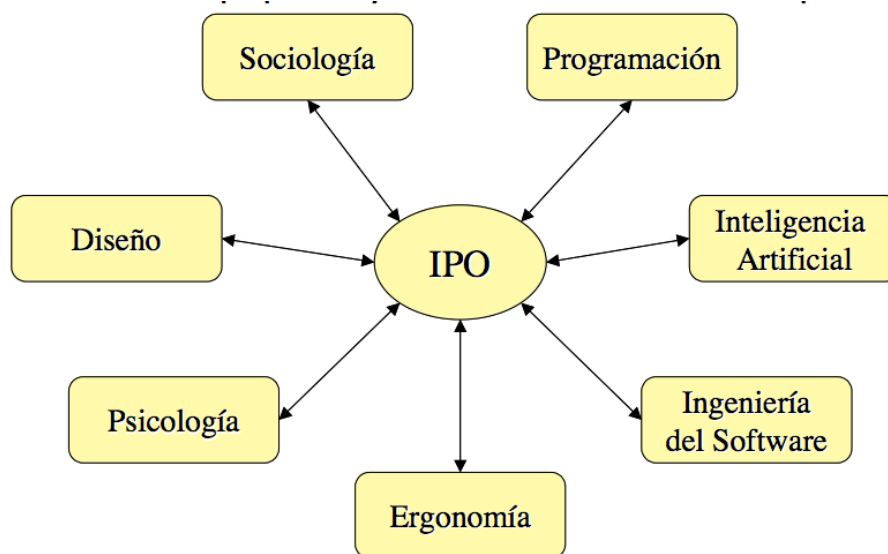 Sociología
Programación
Diseño
IPO
Inteligencia
Artificial
Psicología
Ingeniería
del Software
Ergonomía